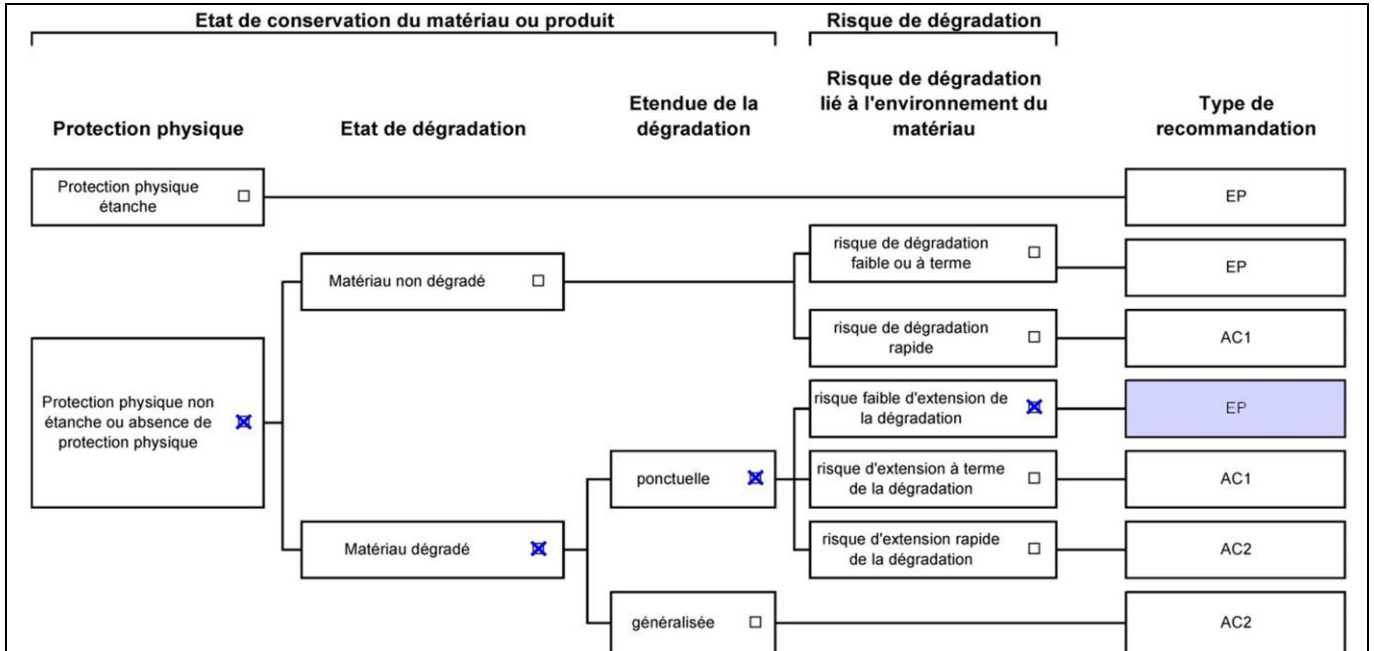 Etat de conservation du matériau ou produit
Risque de dégradation
Protection physique
Etat de dégradation
Etendue de la
dégradation
Risque de dégradation
lié à l'environnement du
matériau
Type de
recommandation
Protection physique
étanche
EP
Matériau non dégradé
risque de dégradation
faible ou à terme
EP
risque de dégradation
rapide
AC1
Protection physique non
étanche ou absence de
protection physique
risque faible d'extension de
la dégradation
EP
ponctuelle
risque d'extension à terme
de la dégradation
AC1
Matériau dégradé
risque d'extension rapide
de la dégradation
AC2
généralisée
AC2